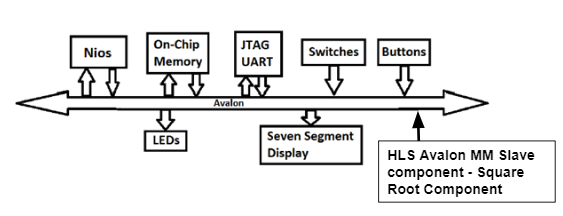 Nios
On-Chip
Memory
JTAG
UART
Switches
Buttons
Avalon
LEDs
Seven Segment
Display
HLS Avalon MM Slave
component - Square
Root Component